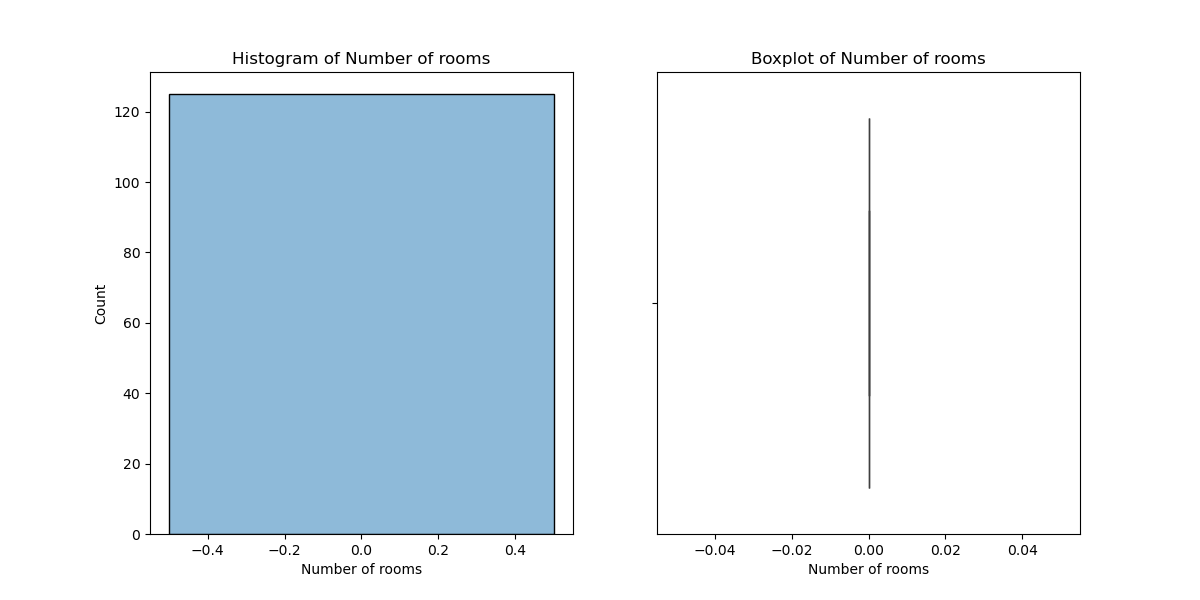 Histogram of Number of rooms
120
100
80
60
40
20
0
Count
−0.4 −0.2 0.0 0.2 0.4
Number of rooms
Boxplot of Number of rooms
−0.04 −0.02 0.00 0.02 0.04
Number of rooms